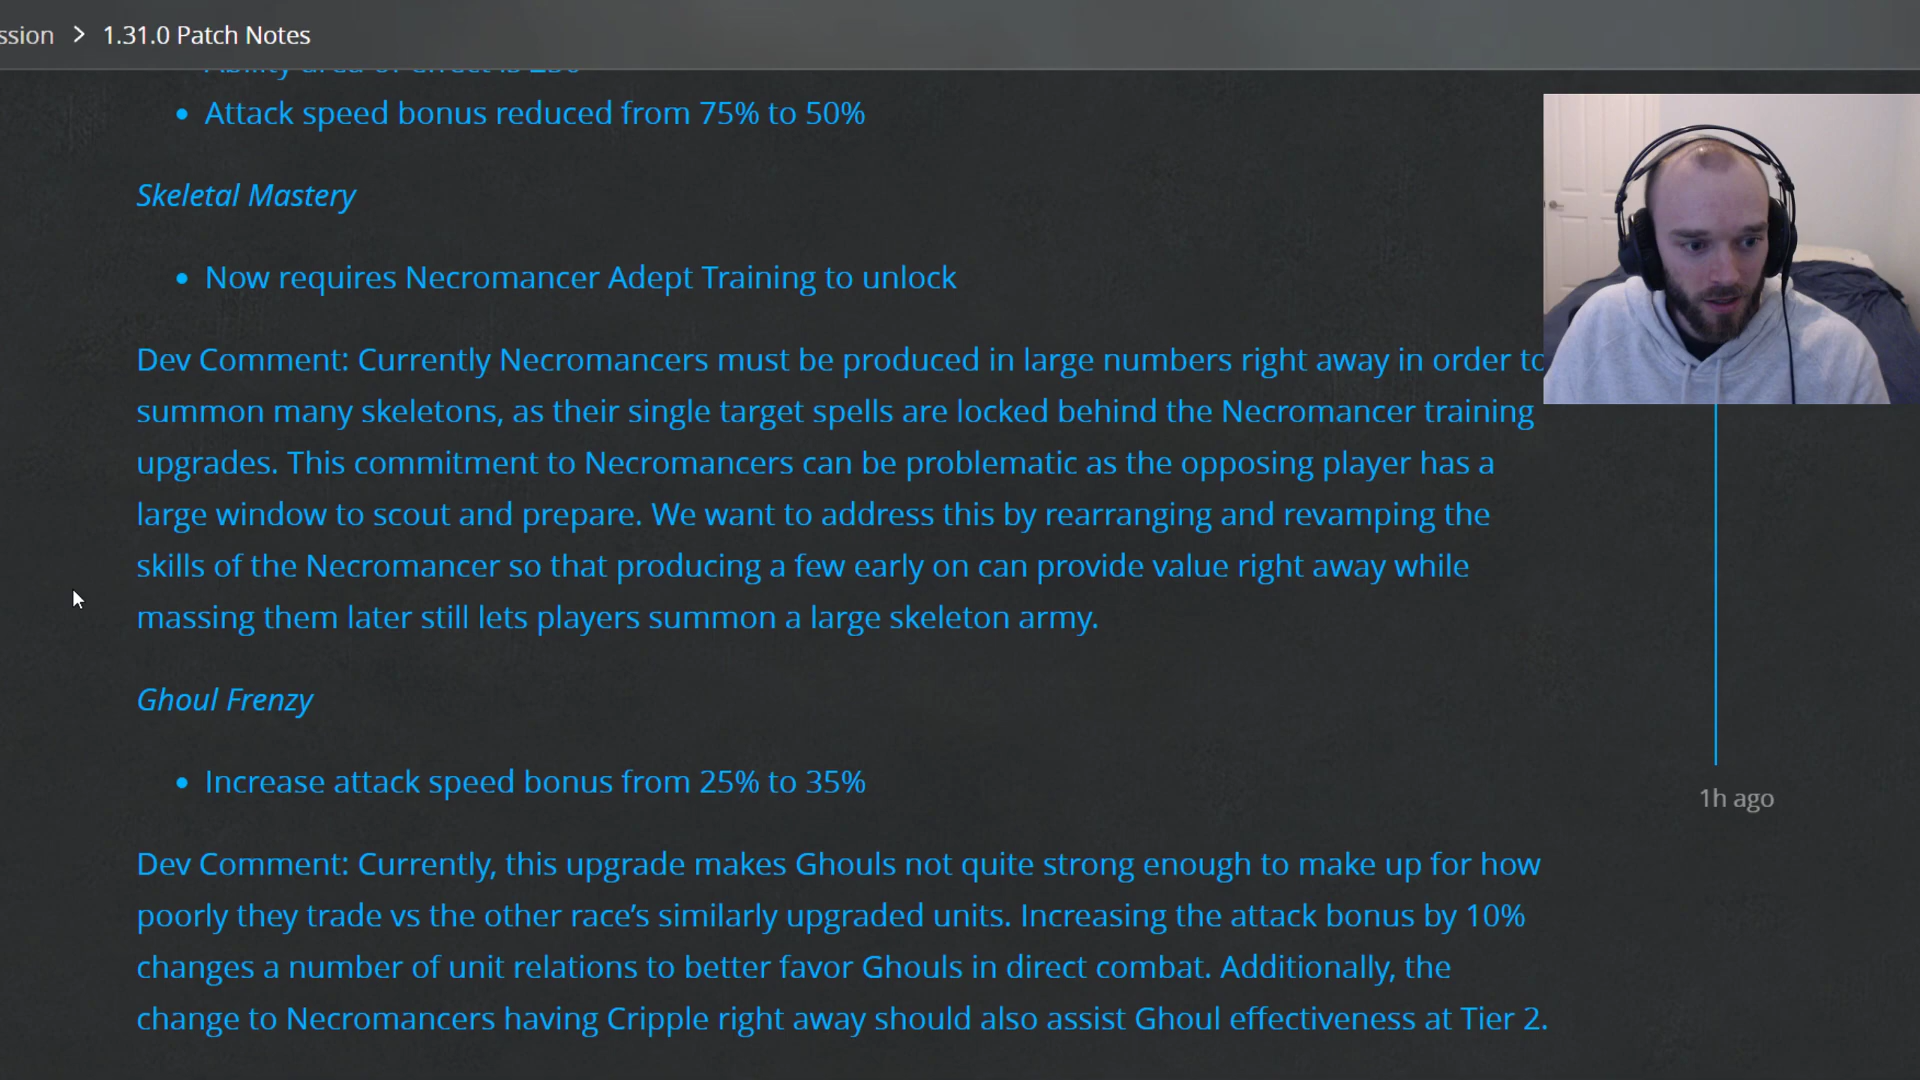 ssion > 1.31.0 Patch Notes
Ability area of effect is 250
• Attack speed bonus reduced from 75% to 50%
Skeletal Mastery
• Now requires Necromancer Adept Training to unlock
Dev Comment: Currently Necromancers must be produced in large numbers right away in order to
summon many skeletons, as their single target spells are locked behind the Necromancer training
upgrades. This commitment to Necromancers can be problematic as the opposing player has a
large window to scout and prepare. We want to address this by rearranging and revamping the
skills of the Necromancer so that producing a few early on can provide value right away while
massing them later still lets players summon a large skeleton army.
Ghoul Frenzy
• Increase attack speed bonus from 25% to 35%
1h ago
Dev Comment: Currently, this upgrade makes Ghouls not quite strong enough to make up for how
poorly they trade vs the other race’s similarly upgraded units. Increasing the attack bonus by 10%
changes a number of unit relations to better favor Ghouls in direct combat. Additionally, the
change to Necromancers having Cripple right away should also assist Ghoul effectiveness at Tier 2.